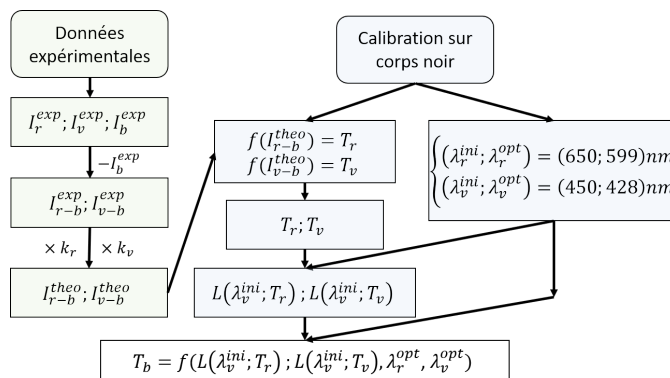 Données
expérimentales
I_r^{exp}; I_v^{exp}; I_b^{exp}
−I_b^{exp}
I_{r-b}^{exp}; I_{v-b}^{exp}
× k_r × k_v
I_{r-b}^{theo}; I_{v-b}^{theo}
Calibration sur
corps noir
f(I_{r-b}^{theo}) = T_r
f(I_{v-b}^{theo}) = T_v
T_r; T_v
L(λ_v^{ini}; T_r) ; L(λ_v^{ini}; T_v)
{(λ_r^{ini}; λ_r^{opt}) = (650; 599)nm
(λ_v^{ini}; λ_v^{opt}) = (450; 428)nm
T_b = f(L(λ_v^{ini}; T_r) ; L(λ_v^{ini}; T_v), λ_r^{opt}, λ_v^{opt})